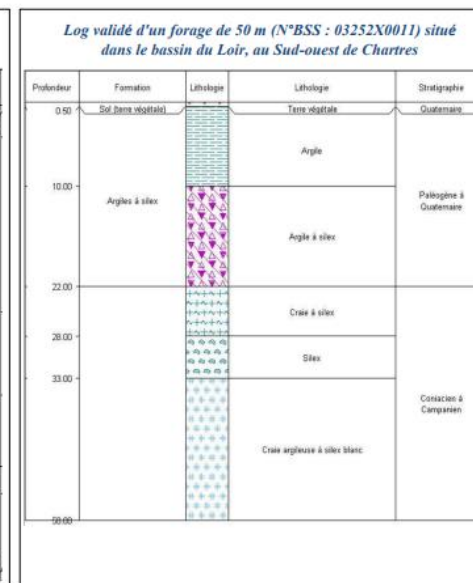 Log validé d'un forage de 50 m (N°BSS : 03252X0011) situé
dans le bassin du Loir, au Sud-ouest de Chartres
Profondeur Formation Lithologie Lithologie Stratigraphie
0.50 Sol (terre végétale) Terre végétale Quaternaire
Argile
10.00
Argiles à silex
Paléogène à
Quaternaire
Argile à silex
22.00
Craie à silex
28.00
Silex
33.00
Coniacien à
Campanien
Craie argileuse à silex blanc